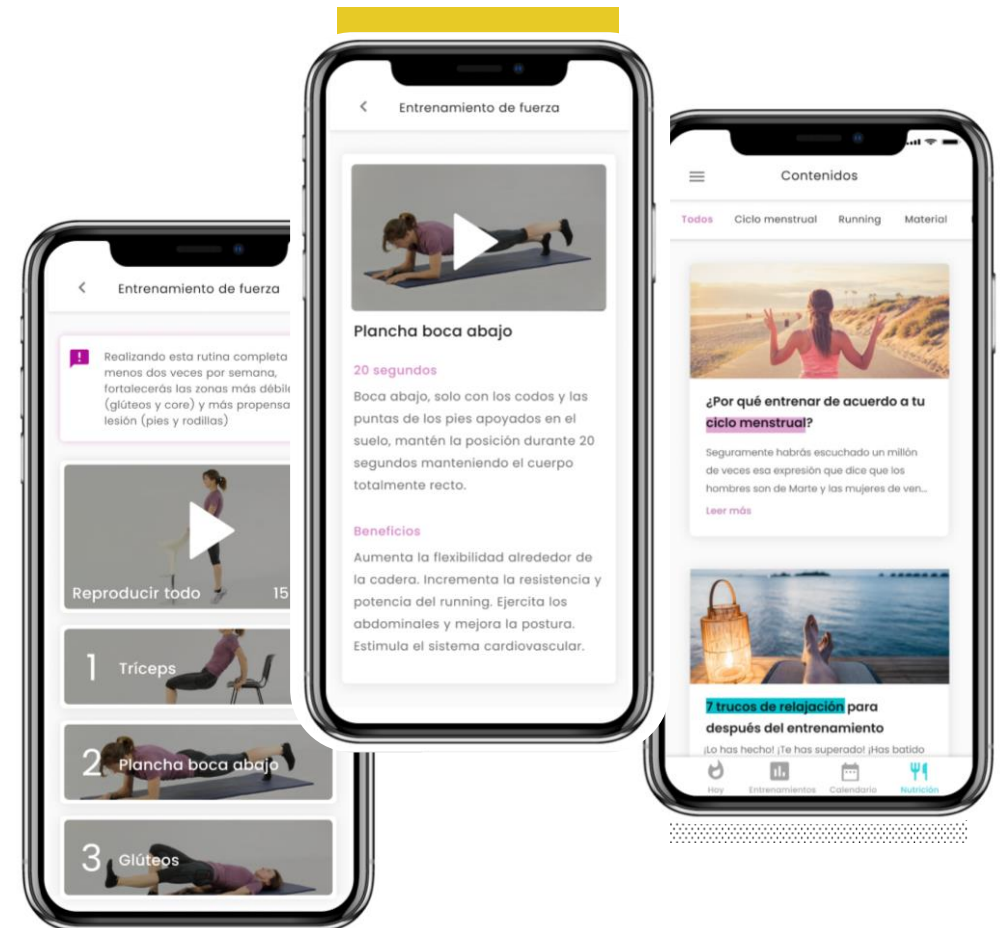 Entrenamiento de fuerza
Realizando esta rutina completa
menos dos veces por semana,
fortalecerás las zonas más débile
(glúteos y core) y más propensa
lesión (pies y rodillas)
Reproducir todo 15
1 Tríceps
2 Plancha boca abajo
3 Glúteos
Entrenamiento de fuerza
Plancha boca abajo
20 segundos
Boca abajo, solo con los codos y las
puntas de los pies apoyados en el
suelo, mantén la posición durante 20
segundos manteniendo el cuerpo
totalmente recto.
Beneficios
Aumenta la flexibilidad alrededor de
la cadera. Incrementa la resistencia y
potencia del running. Ejercita los
abdominales y mejora la postura.
Estimula el sistema cardiovascular.
Contenidos
Todos Ciclo menstrual Running Material
¿Por qué entrenar de acuerdo a tu
ciclo menstrual?
Seguramente habrás escuchado un millón
de veces esa expresión que dice que los
hombres son de Marte y las mujeres de ven...
Leer más
7 trucos de relajación para
después del entrenamiento
¡Lo has hecho! ¡Te has superado! ¡Has batido
Hoy Entrenamientos Calendario Nutrición